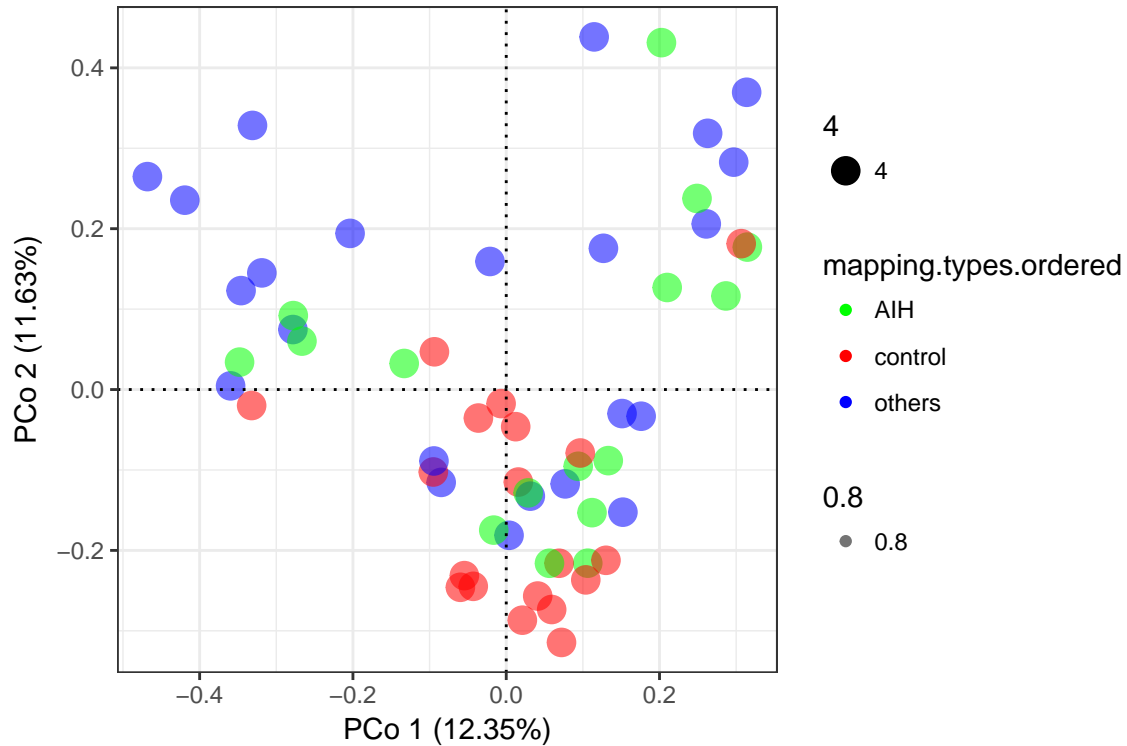 0.4
0.2
0.0
−0.2
PCo 2 (11.63%)
−0.4
−0.2
0.0
0.2
PCo 1 (12.35%)
4
4
mapping.types.ordered
AIH
control
others
0.8
0.8